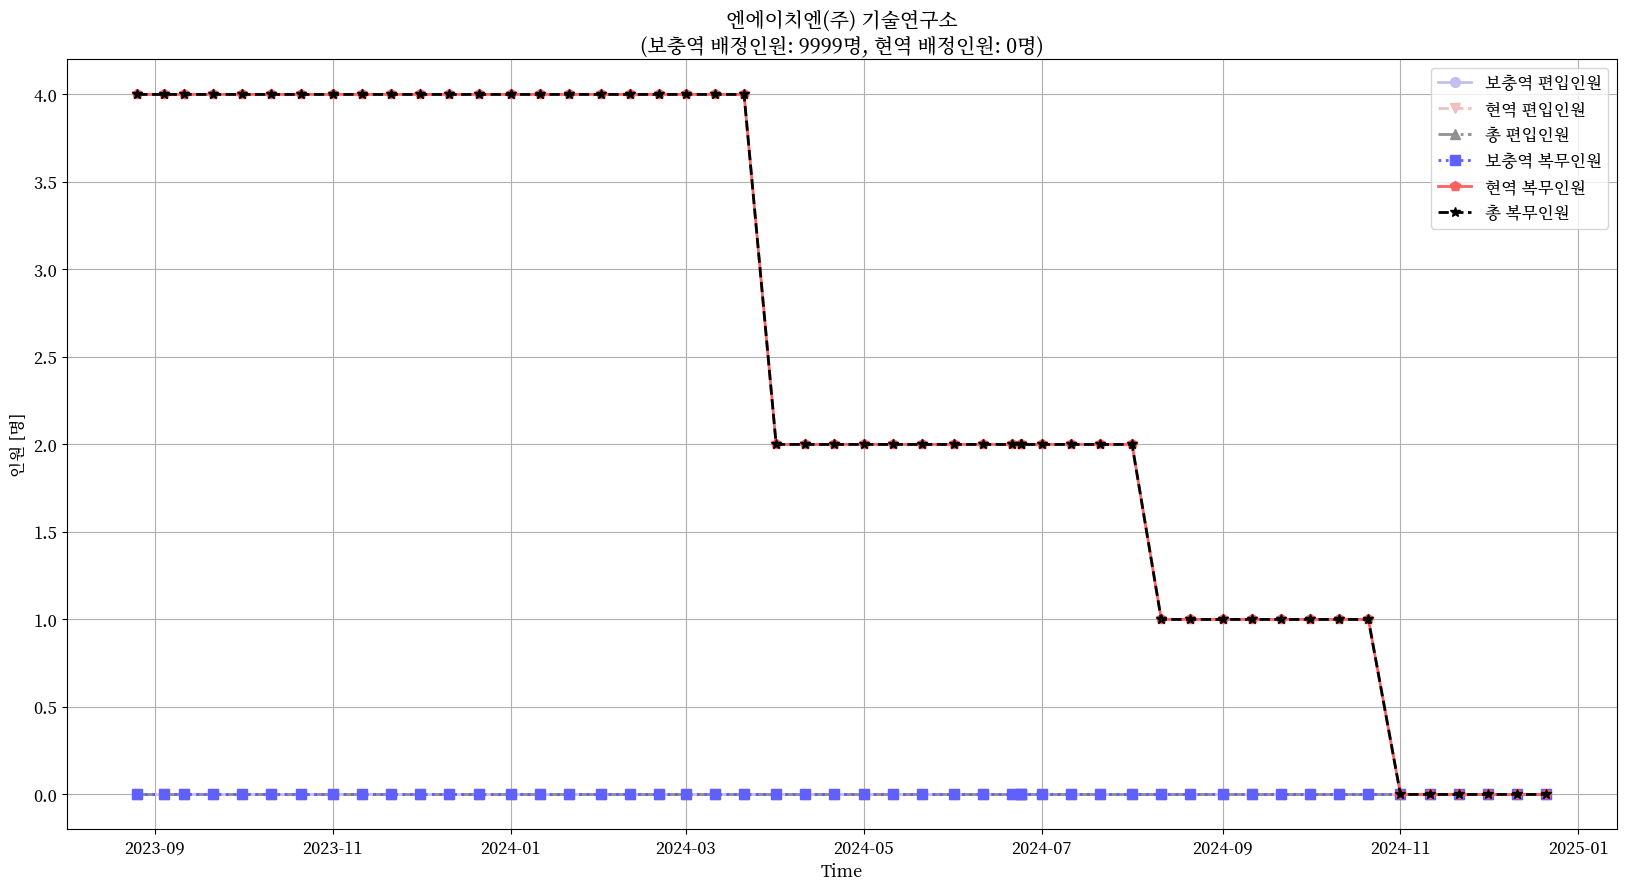 엔에이치엔(주) 기술연구소
(보충역 배정인원: 9999명, 현역 배정인원: 0명)
보충역 편입인원
현역 편입인원
총 편입인원
보충역 복무인원
현역 복무인원
총 복무인원
4.0
3.5
3.0
2.5
2.0
1.5
1.0
0.5
0.0
인원 [명]
2023-09
2023-11
2024-01
2024-03
2024-05
2024-07
2024-09
2024-11
2025-01
Time